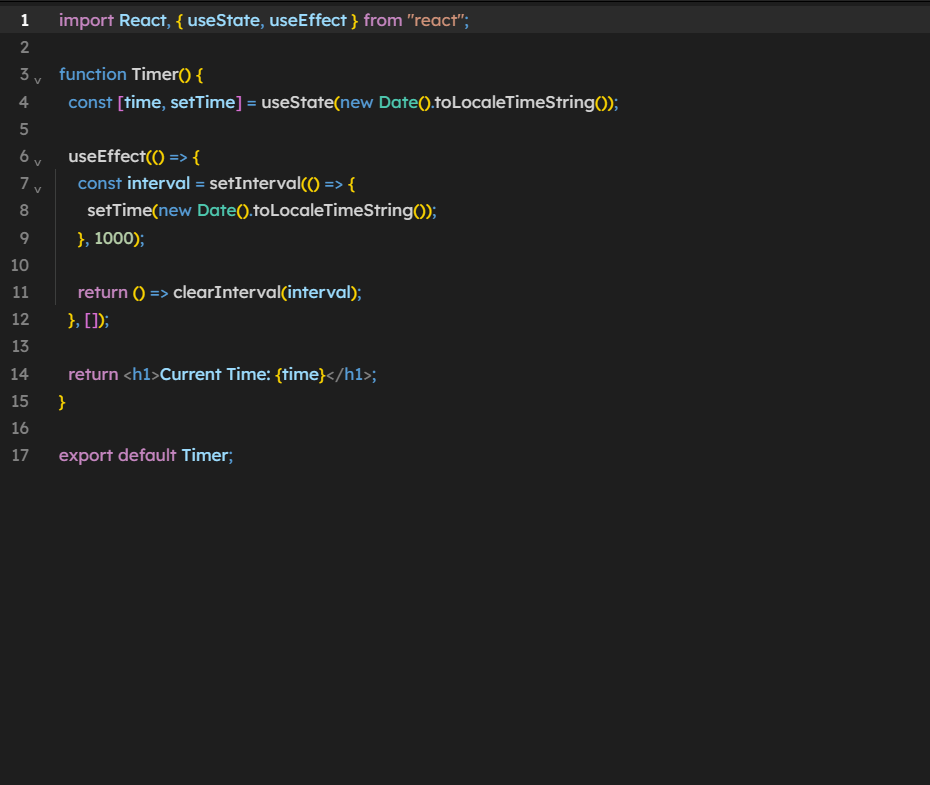 1 import React, { useState, useEffect } from "react";
2
3 function Timer() {
4 const [time, setTime] = useState(new Date().toLocaleTimeString());
5
6 useEffect(() => {
7 const interval = setInterval(() => {
8 setTime(new Date().toLocaleTimeString());
9 }, 1000);
10
11 return () => clearInterval(interval);
12 }, []);
13
14 return <h1>Current Time: {time}</h1>;
15 }
16
17 export default Timer;